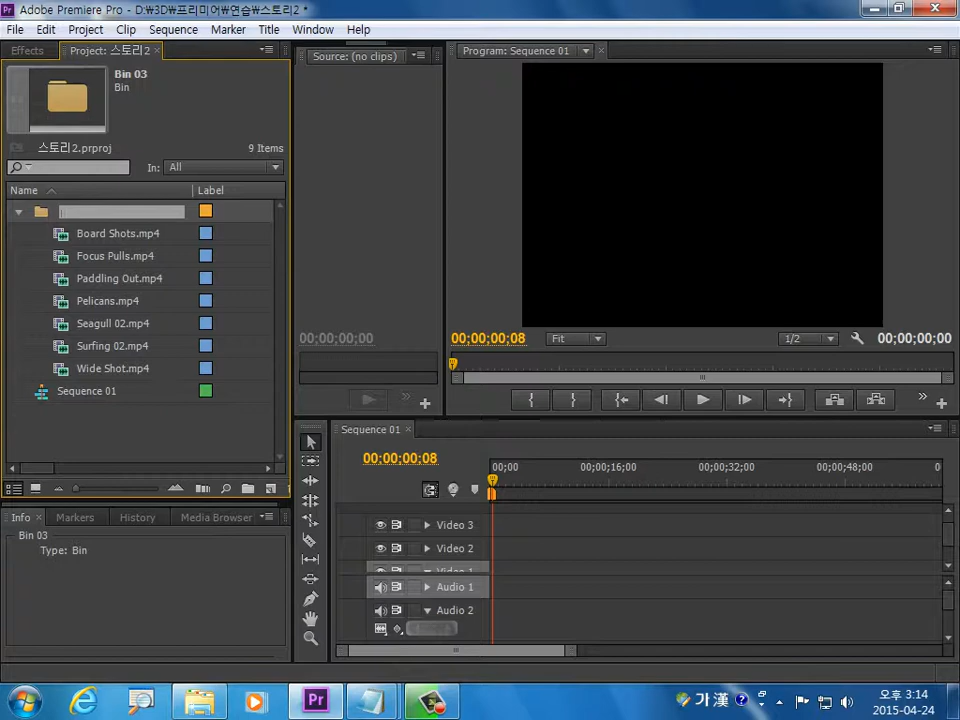 Pr Adobe Premiere Pro - D:₩3D₩프리미어₩연습₩스토리2 *
File Edit Project Clip Sequence Marker Title Window Help
Effects Project: 스토리2 ×
Source: (no clips)
Program: Sequence 01 ×
Bin 03
Bin
스토리2.prproj 9 Items
In: All
Name Label
Board Shots.mp4
Focus Pulls.mp4
Paddling Out.mp4
Pelicans.mp4
Seagull 02.mp4
Surfing 02.mp4
Wide Shot.mp4
Sequence 01
00;00;00;00
00;00;00;08 Fit 1/2 00;00;00;00
Sequence 01 ×
00;00;00;08
00;00 00;00;16;00 00;00;32;00 00;00;48;00 0
Video 3
Video 2
Video 1
Audio 1
Audio 2
Info × Markers History Media Browser
Bin 03
Type: Bin
Pr
가 漢
오후 3:14
2015-04-24